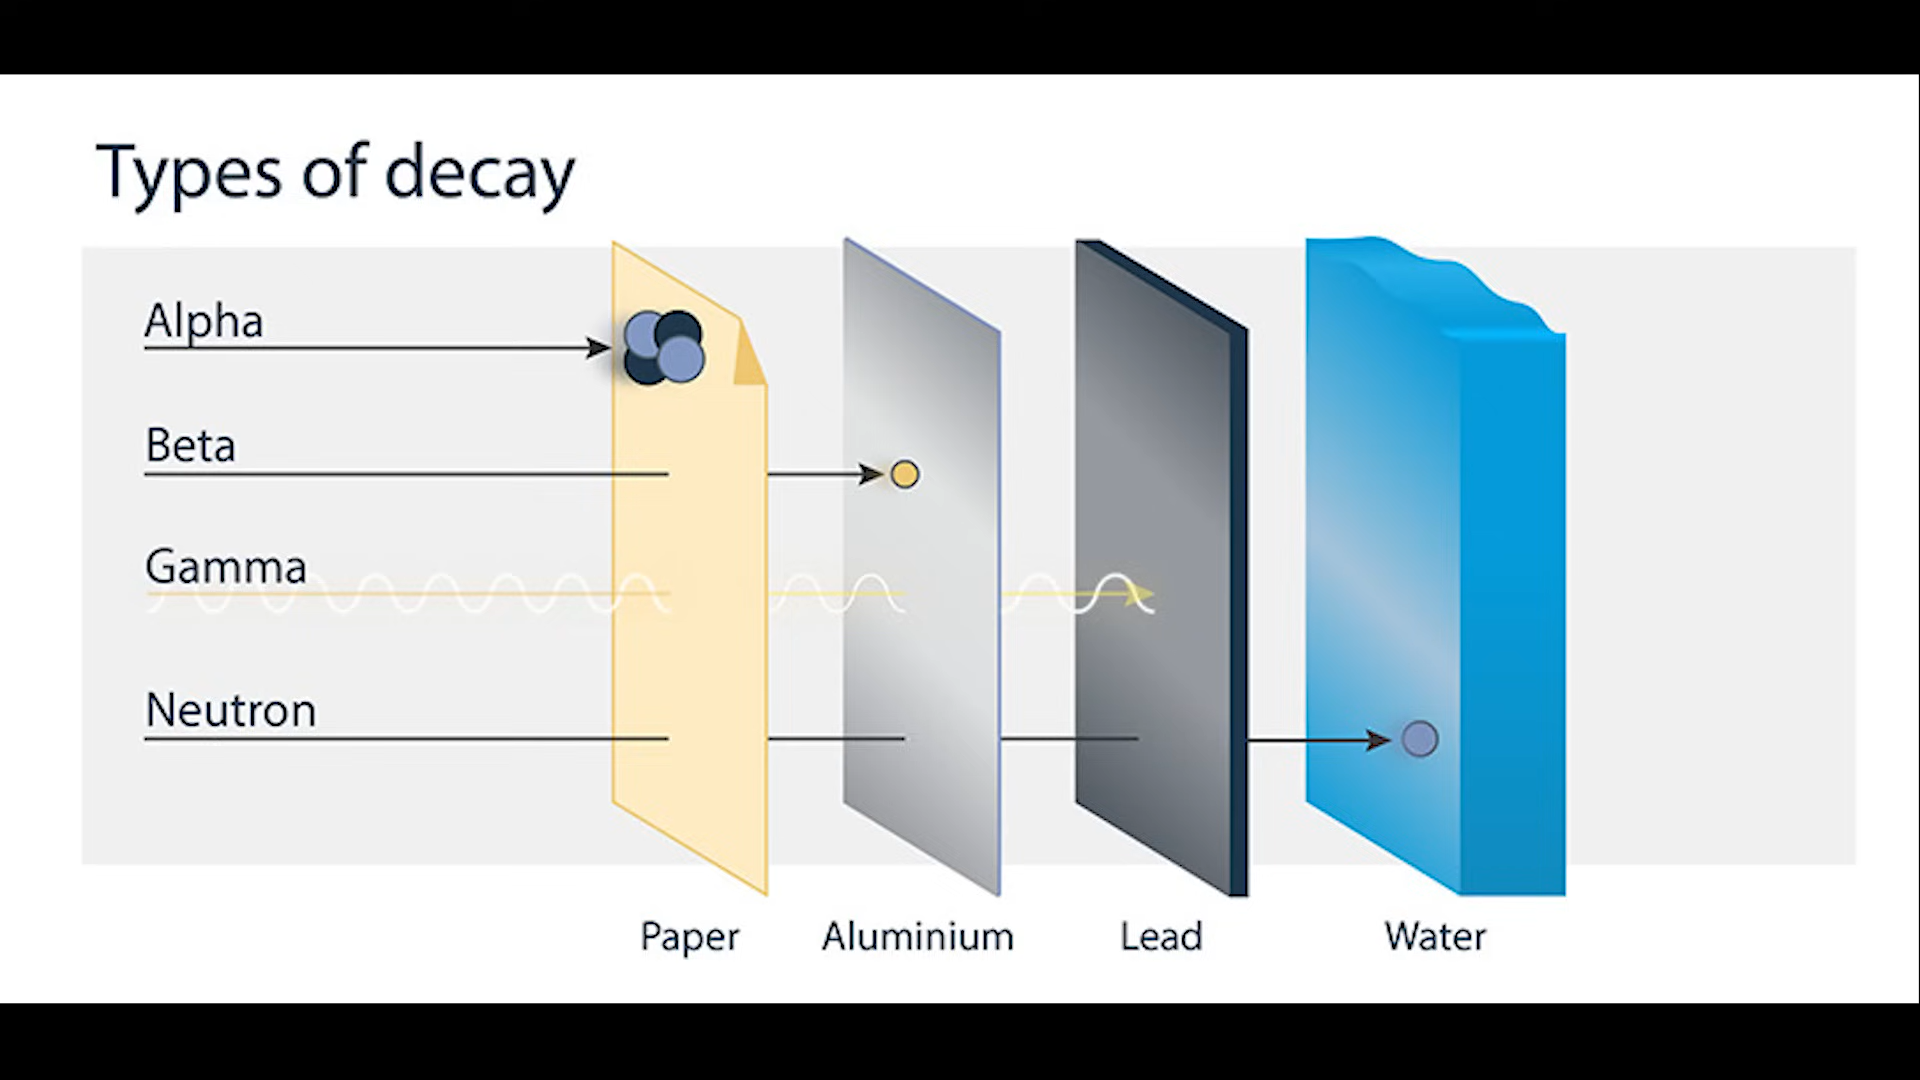 Types of decay
Alpha
Beta
Gamma
Neutron
Paper Aluminium Lead Water